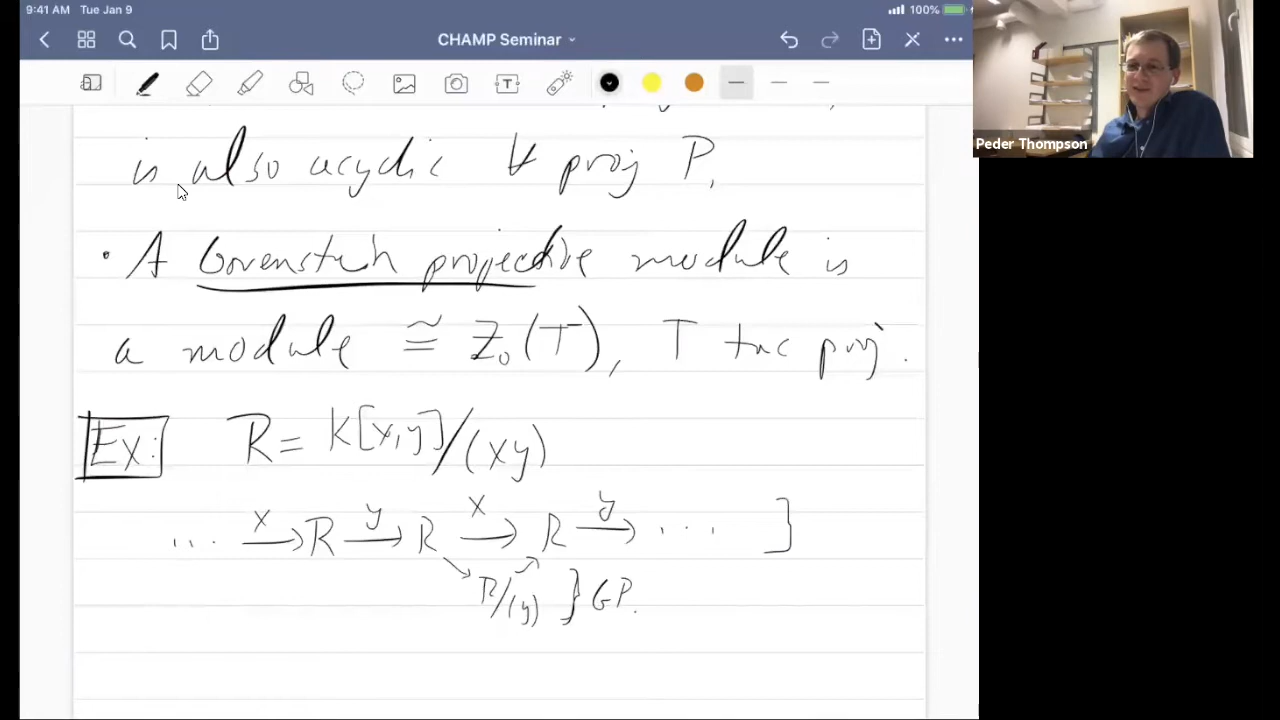 9:41 AM Tue Jan 9
100%
CHAMP Seminar
Peder Thompson
is also acyclic ∀ proj P.
• A Gorenstein projective module is
a module ≅ Z₀(T), T tac proj.
Ex: R = k[x,y]/(xy)
... x→ R y→ R x→ R y→ ... ]
R/(y) } GP.